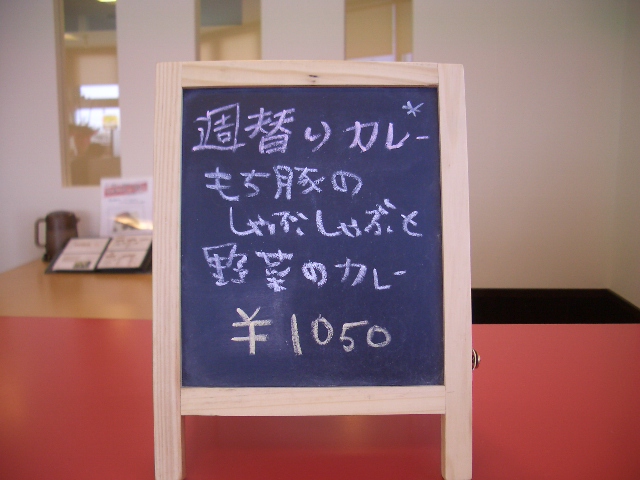 週替りカレー*
もち豚の
しゃぶしゃぶと
野菜のカレー
¥1050